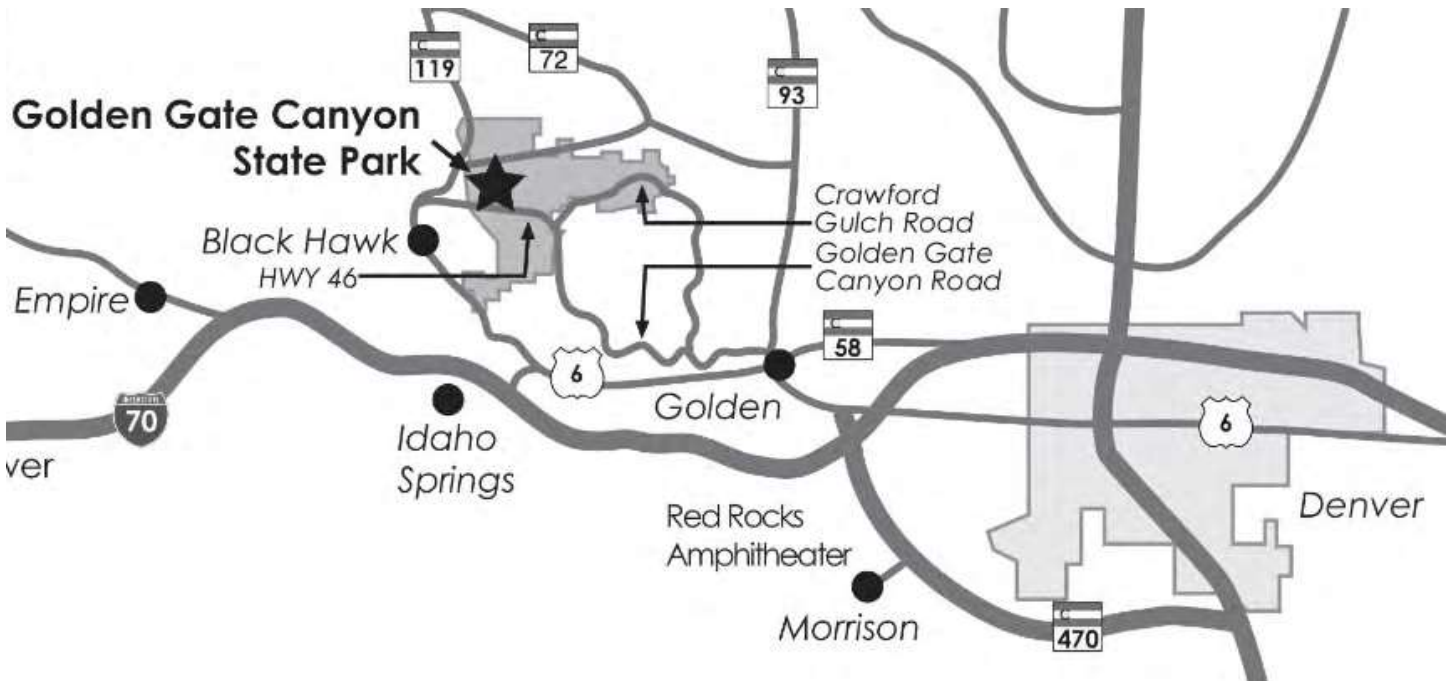 C
119
C
72
C
93
Golden Gate Canyon
State Park
Crawford
Gulch Road
Golden Gate
Canyon Road
Black Hawk
HWY 46
Empire
C
58
6
70
Golden
6
Idaho
Springs
ver
Denver
Red Rocks
Amphitheater
Morrison
C
470